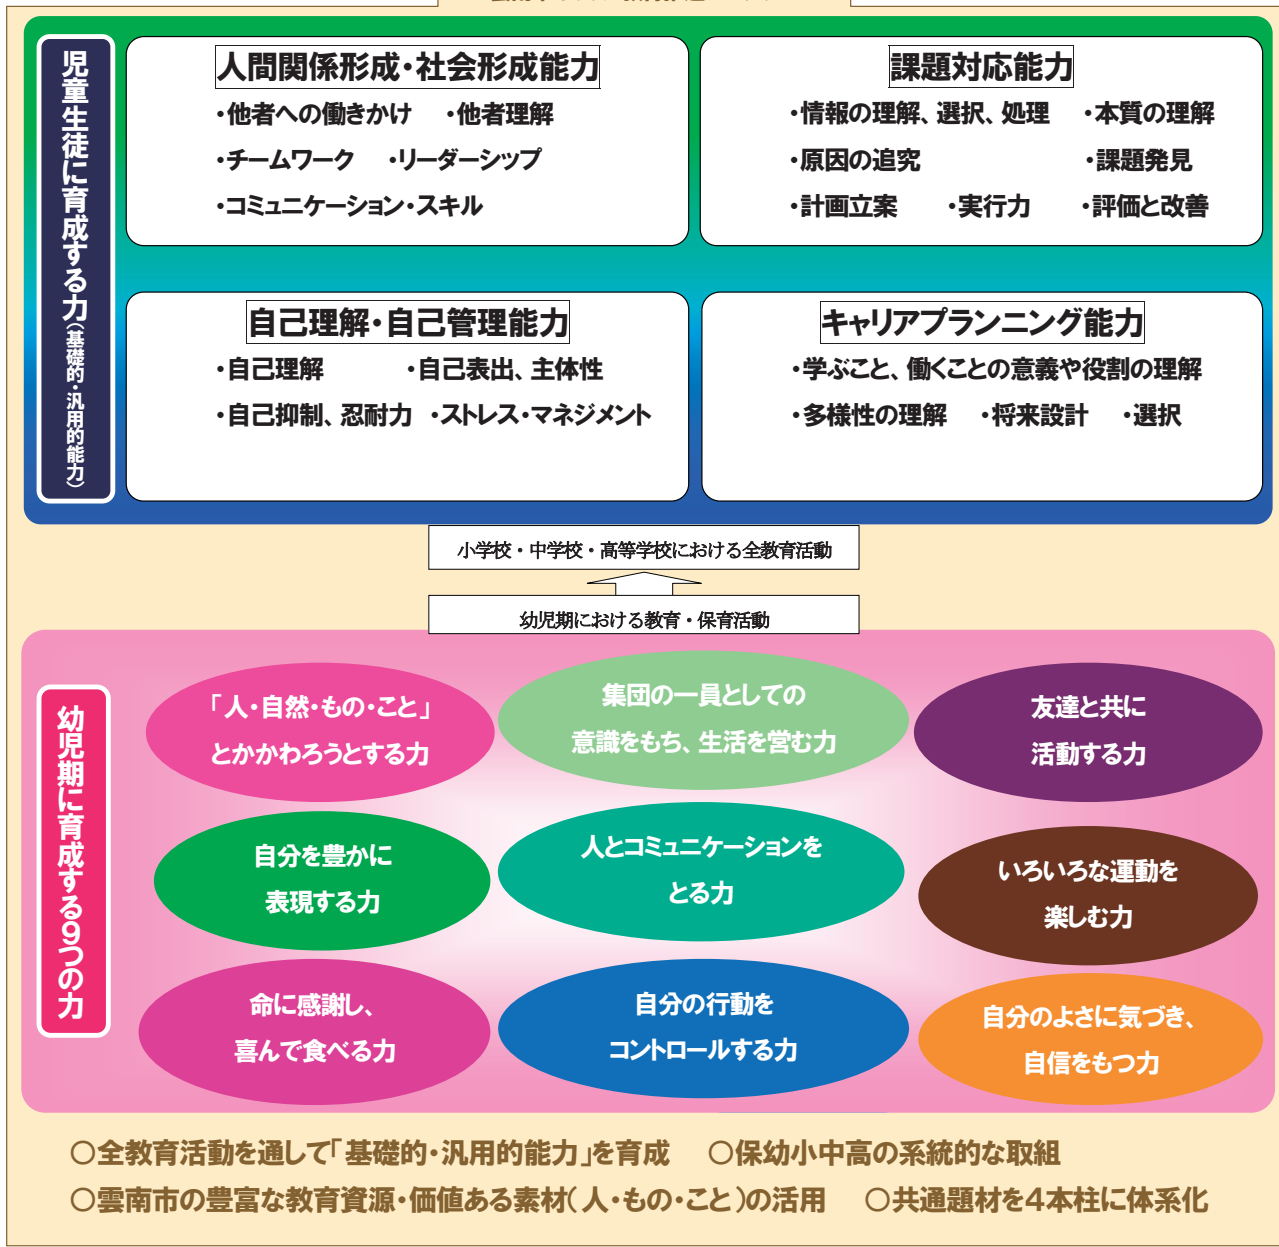 児童生徒に育成する力(基礎的・汎用的能力)
人間関係形成・社会形成能力
・他者への働きかけ ・他者理解
・チームワーク ・リーダーシップ
・コミュニケーション・スキル
課題対応能力
・情報の理解、選択、処理 ・本質の理解
・原因の追究 ・課題発見
・計画立案 ・実行力 ・評価と改善
自己理解・自己管理能力
・自己理解 ・自己表出、主体性
・自己抑制、忍耐力 ・ストレス・マネジメント
キャリアプランニング能力
・学ぶこと、働くことの意義や役割の理解
・多様性の理解 ・将来設計 ・選択
小学校・中学校・高等学校における全教育活動
幼児期における教育・保育活動
幼児期に育成する9つの力
「人・自然・もの・こと」
とかかわろうとする力
集団の一員としての
意識をもち、生活を営む力
友達と共に
活動する力
自分を豊かに
表現する力
人とコミュニケーションを
とる力
いろいろな運動を
楽しむ力
命に感謝し、
喜んで食べる力
自分の行動を
コントロールする力
自分のよさに気づき、
自信をもつ力
○全教育活動を通して「基礎的・汎用的能力」を育成 ○保幼小中高の系統的な取組
○雲南市の豊富な教育資源・価値ある素材(人・もの・こと)の活用 ○共通題材を4本柱に体系化